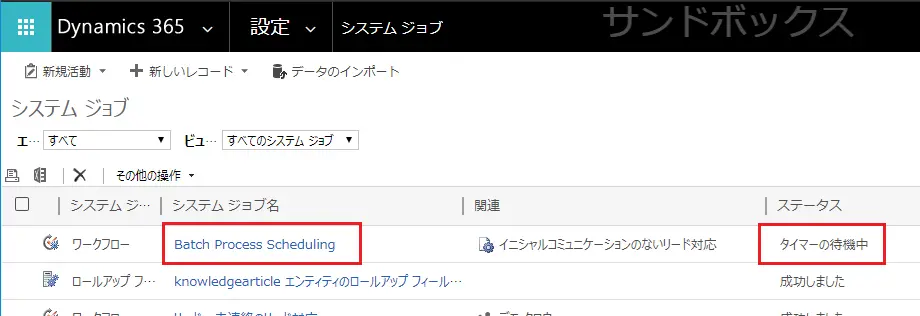 サンドボックス
Dynamics 365 設定 システム ジョブ
新規活動 新しいレコード データのインポート
システム ジョブ
エ… すべて ビュ… すべてのシステム ジョブ
その他の操作
システム ジ… システム ジョブ名 関連 ステータス
ワークフロー Batch Process Scheduling イニシャルコミュニケーションのないリード対応 タイマーの待機中
ロールアップ フ… knowledgearticle エンティティのロールアップ フィール… 成功しました